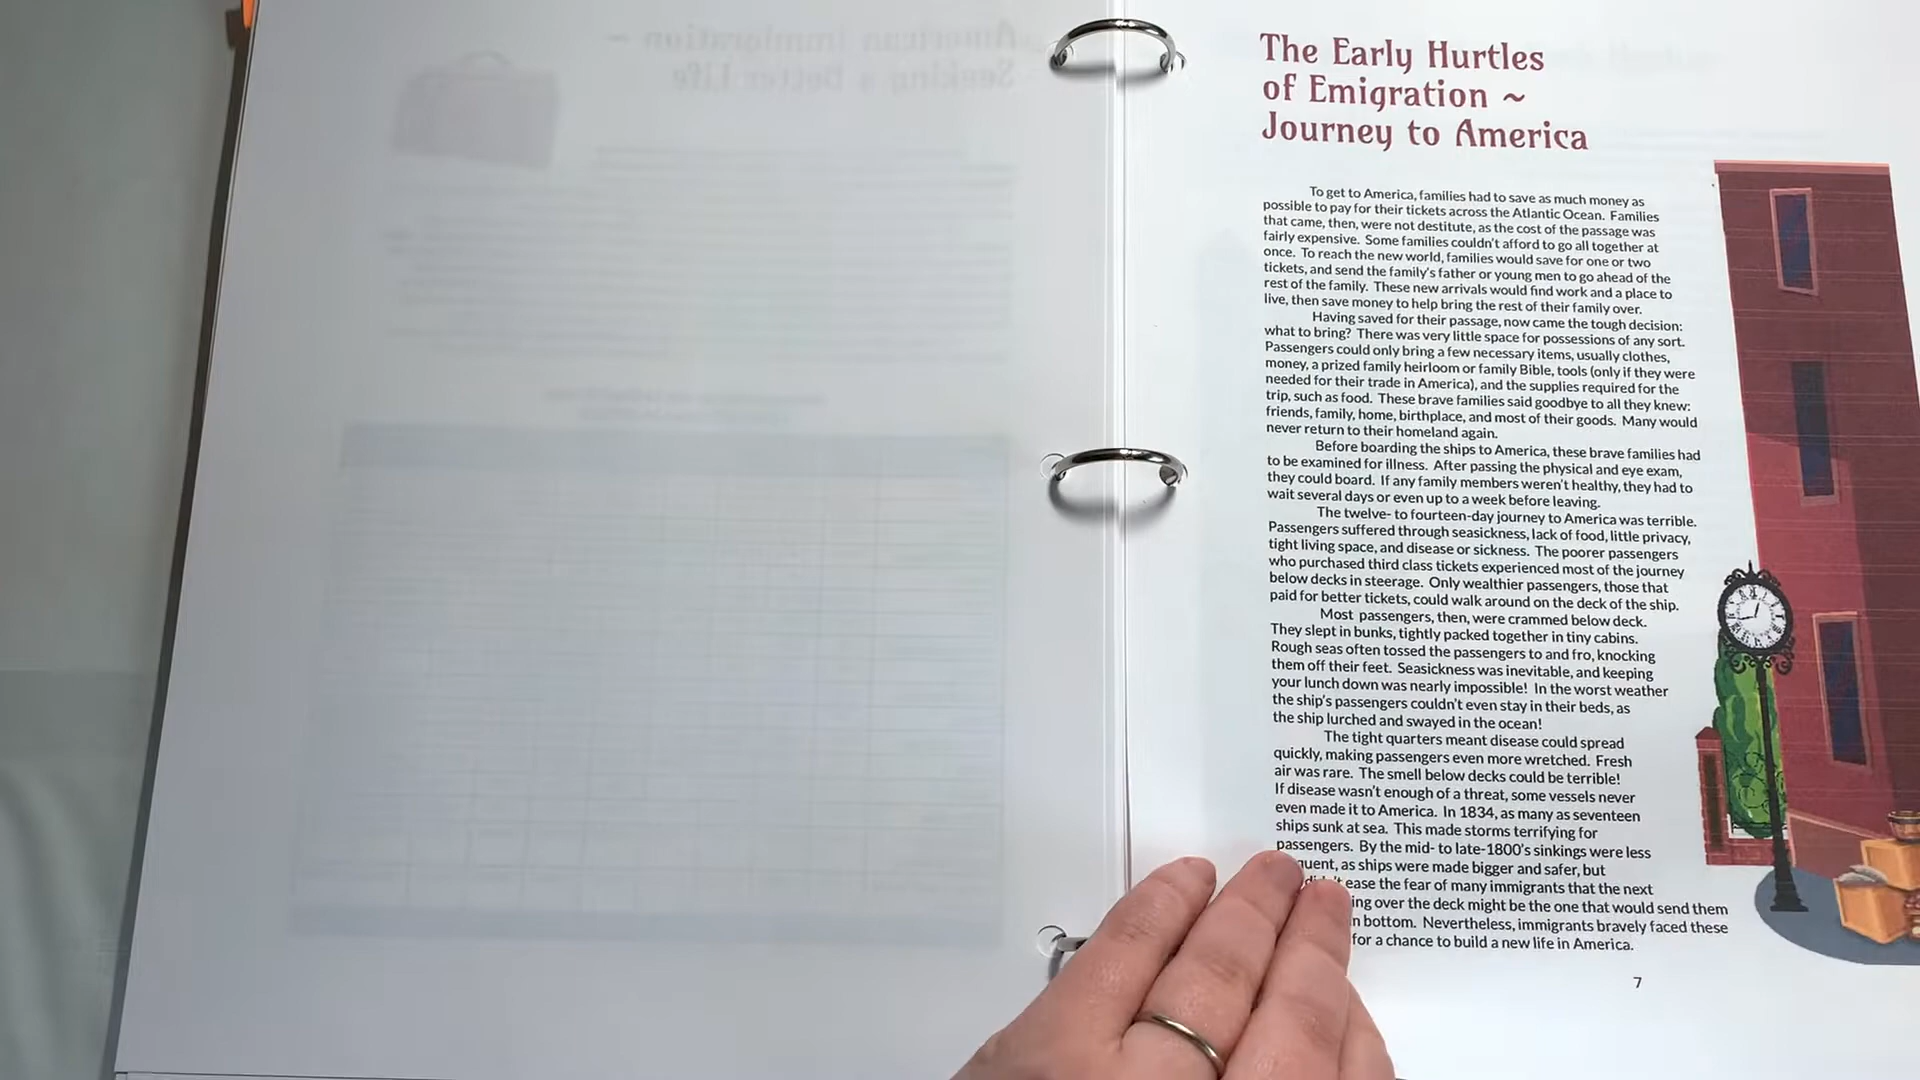 American Immigration ~
Seeking a Better Life
The Early Hurtles
of Emigration ~
Journey to America
To get to America, families had to save as much money as
possible to pay for their tickets across the Atlantic Ocean. Families
that came, then, were not destitute, as the cost of the passage was
fairly expensive. Some families couldn't afford to go all together at
once. To reach the new world, families would save for one or two
tickets, and send the family's father or young men to go ahead of the
rest of the family. These new arrivals would find work and a place to
live, then save money to help bring the rest of their family over.
Having saved for their passage, now came the tough decision:
what to bring? There was very little space for possessions of any sort.
Passengers could only bring a few necessary items, usually clothes,
money, a prized family heirloom or family Bible, tools (only if they were
needed for their trade in America), and the supplies required for the
trip, such as food. These brave families said goodbye to all they knew:
friends, family, home, birthplace, and most of their goods. Many would
never return to their homeland again.
Before boarding the ships to America, these brave families had
to be examined for illness. After passing the physical and eye exam,
they could board. If any family members weren't healthy, they had to
wait several days or even up to a week before leaving.
The twelve- to fourteen-day journey to America was terrible.
Passengers suffered through seasickness, lack of food, little privacy,
tight living space, and disease or sickness. The poorer passengers
who purchased third class tickets experienced most of the journey
below decks in steerage. Only wealthier passengers, those that
paid for better tickets, could walk around on the deck of the ship.
Most passengers, then, were crammed below deck.
They slept in bunks, tightly packed together in tiny cabins.
Rough seas often tossed the passengers to and fro, knocking
them off their feet. Seasickness was inevitable, and keeping
your lunch down was nearly impossible! In the worst weather
the ship's passengers couldn't even stay in their beds, as
the ship lurched and swayed in the ocean!
The tight quarters meant disease could spread
quickly, making passengers even more wretched. Fresh
air was rare. The smell below decks could be terrible!
If disease wasn't enough of a threat, some vessels never
even made it to America. In 1834, as many as seventeen
ships sunk at sea. This made storms terrifying for
passengers. By the mid- to late-1800's sinkings were less
quent, as ships were made bigger and safer, but
ease the fear of many immigrants that the next
ing over the deck might be the one that would send them
n bottom. Nevertheless, immigrants bravely faced these
for a chance to build a new life in America.
7